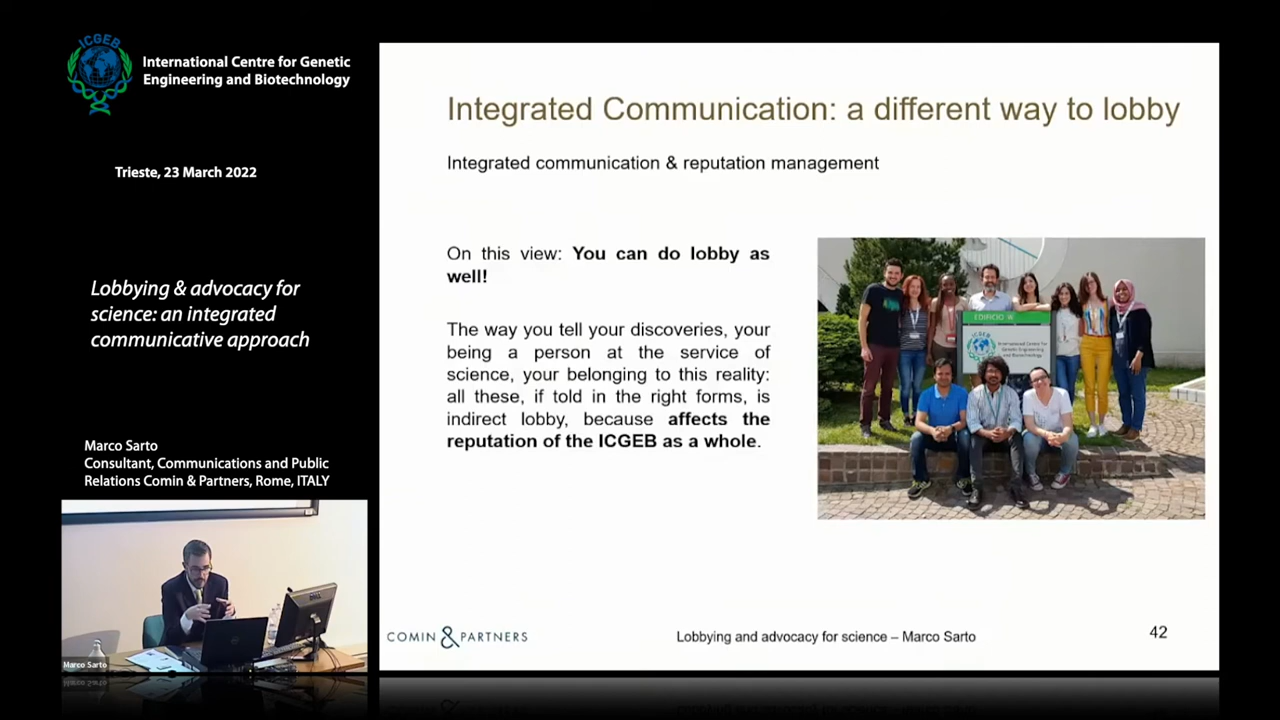 ICGEB
International Centre for Genetic
Engineering and Biotechnology
Trieste, 23 March 2022
Lobbying & advocacy for
science: an integrated
communicative approach
Marco Sarto
Consultant, Communications and Public
Relations Comin & Partners, Rome, ITALY
Marco Sarto
Integrated Communication: a different way to lobby
Integrated communication & reputation management
On this view: You can do lobby as
well!
The way you tell your discoveries, your
being a person at the service of
science, your belonging to this reality:
all these, if told in the right forms, is
indirect lobby, because affects the
reputation of the ICGEB as a whole.
EDIFICIO
ICGEB
International Centre for
Genetic Engineering
and Biotechnology
DELL
COMIN & PARTNERS
Lobbying and advocacy for science – Marco Sarto
42